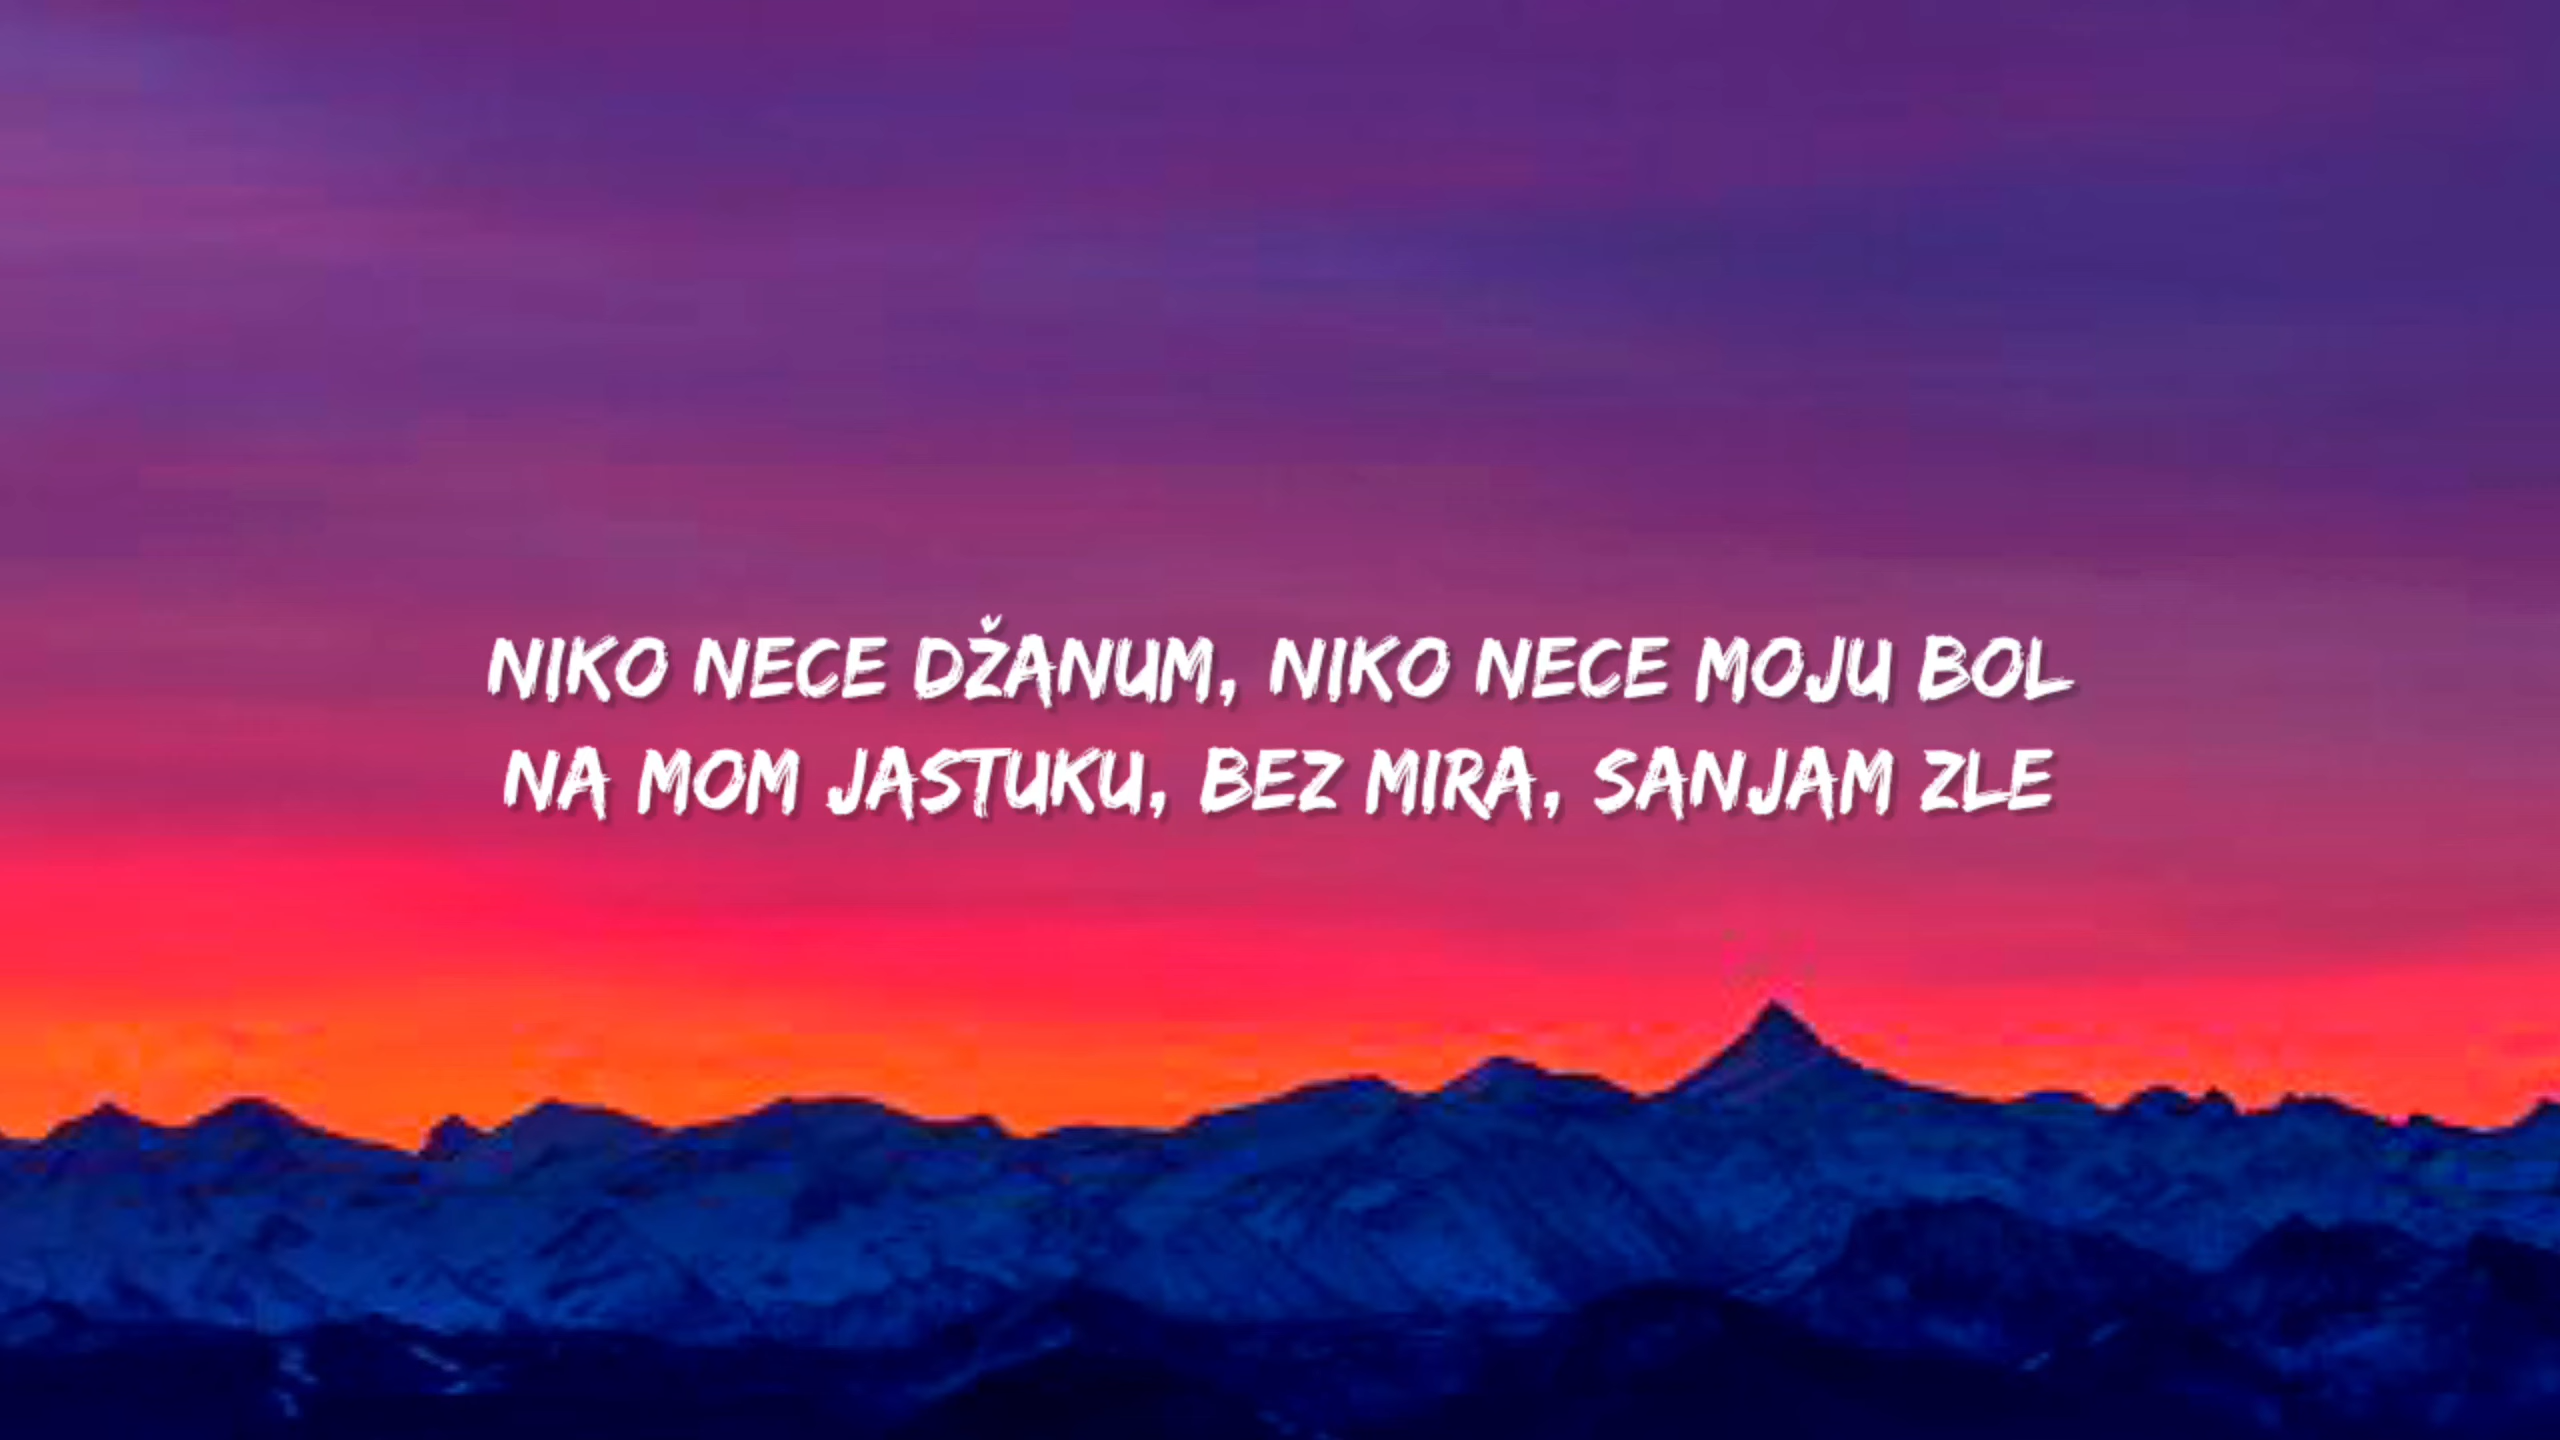 NIKO NECE DŽANUM, NIKO NECE MOJU BOL
NA MOM JASTUKU, BEZ MIRA, SANJAM ZLE